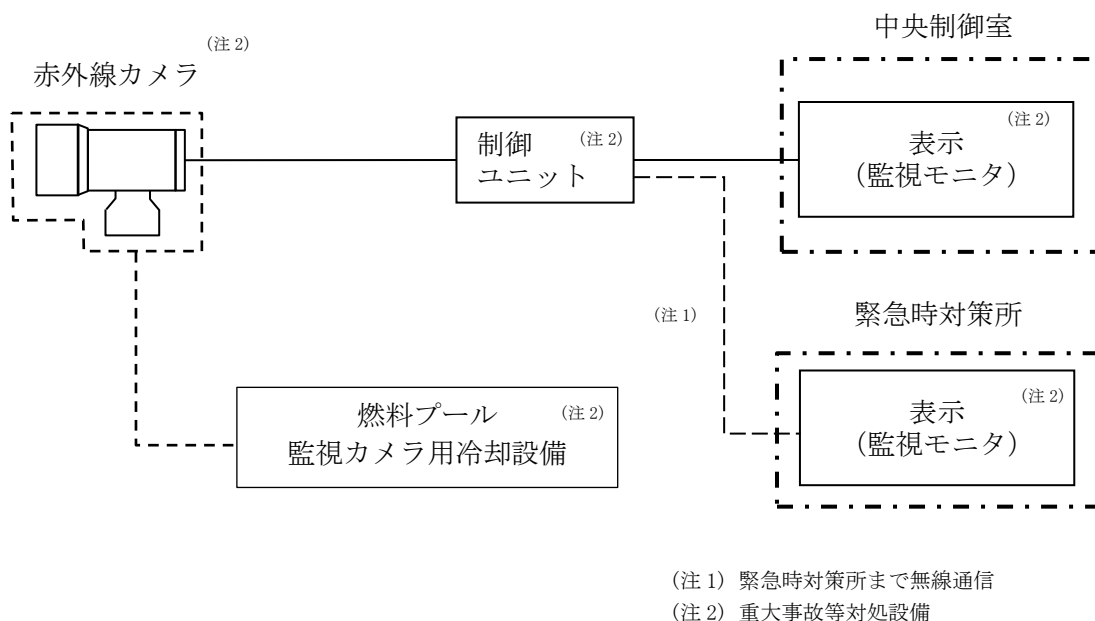 中央制御室
(注 2)
赤外線カメラ
制御 (注 2)
ユニット
(注 2)
表示
(監視モニタ)
(注 1)
緊急時対策所
燃料プール (注 2)
監視カメラ用冷却設備
(注 2)
表示
(監視モニタ)
(注 1) 緊急時対策所まで無線通信
(注 2) 重大事故等対処設備